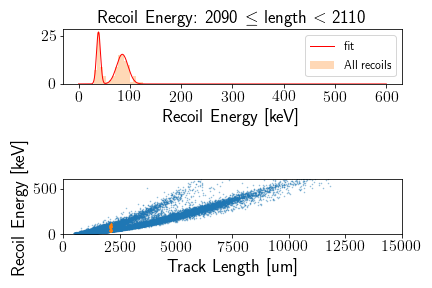 Recoil Energy: 2090 ≤ length < 2110
25
0
fit
All recoils
0 100 200 300 400 500 600
Recoil Energy [keV]
Recoil Energy [keV]
500
0
0 2500 5000 7500 10000 12500 15000
Track Length [um]